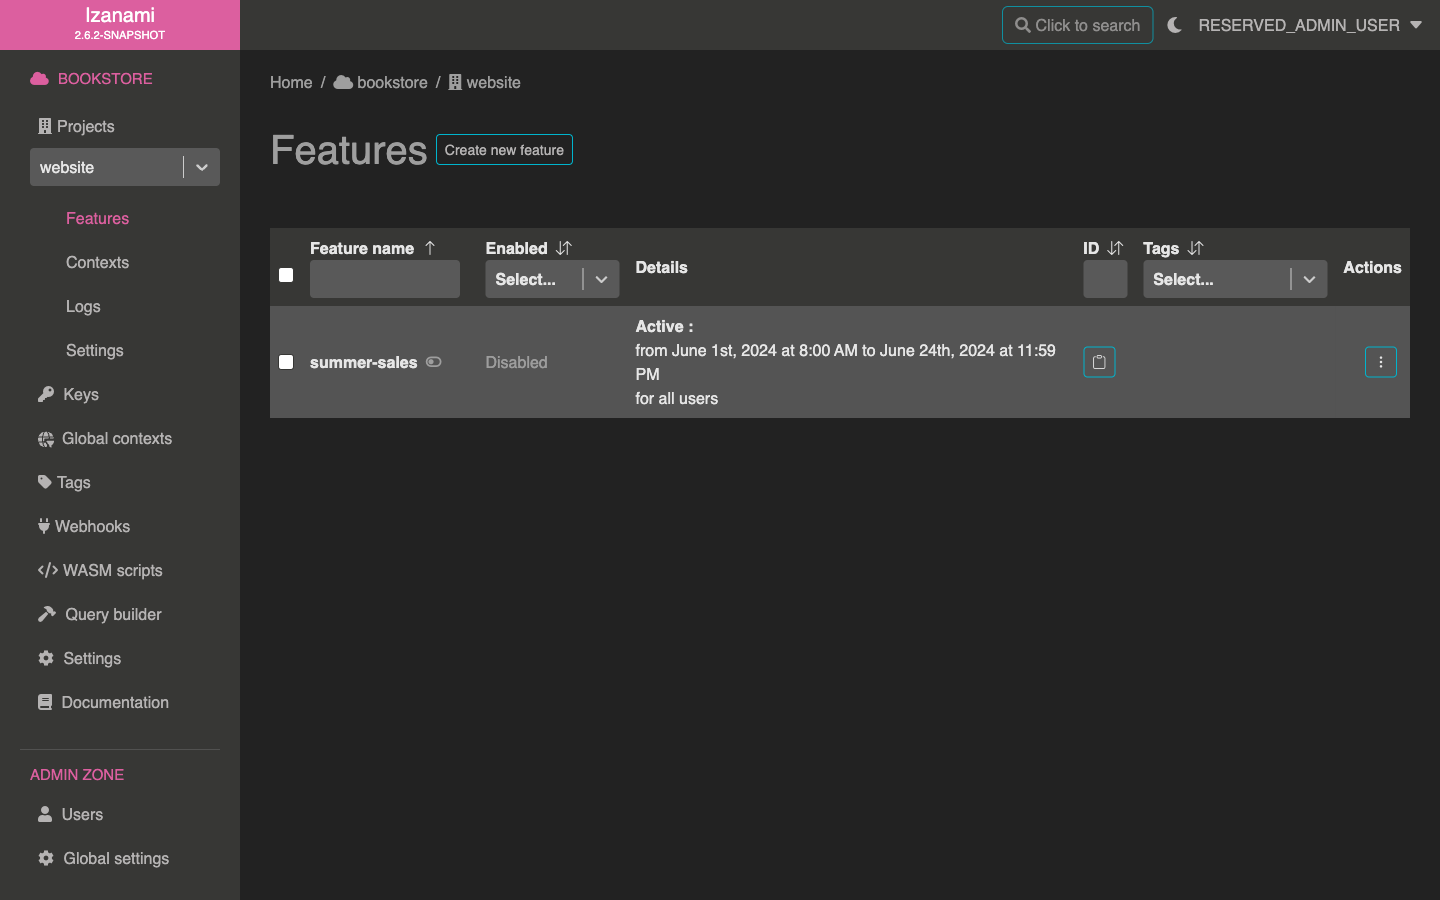 Izanami
2.6.2-SNAPSHOT
Click to search
RESERVED_ADMIN_USER
BOOKSTORE
Projects
website
Features
Contexts
Logs
Settings
Keys
Global contexts
Tags
Webhooks
WASM scripts
Query builder
Settings
Documentation
ADMIN ZONE
Users
Global settings
Home / bookstore / website
Features Create new feature
Feature name Enabled Details ID Tags Actions
Select... Select...
summer-sales Disabled
Active :
from June 1st, 2024 at 8:00 AM to June 24th, 2024 at 11:59
PM
for all users